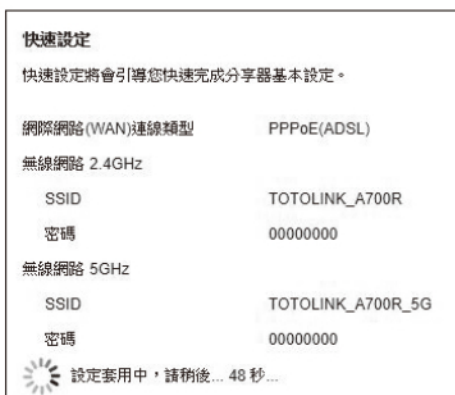 快速設定
快速設定將會引導您快速完成分享器基本設定。
網際網路(WAN)連線類型 PPPoE(ADSL)
無線網路 2.4GHz
SSID TOTOLINK_A700R
密碼 00000000
無線網路 5GHz
SSID TOTOLINK_A700R_5G
密碼 00000000
設定套用中，請稍後... 48 秒...